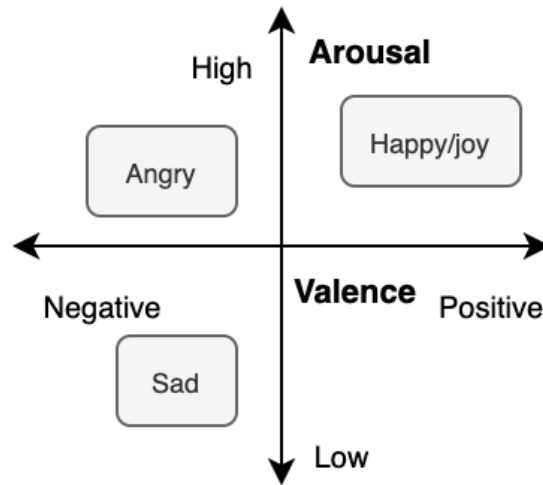 Arousal
High
Happy/joy
Angry
Valence
Negative
Positive
Sad
Low